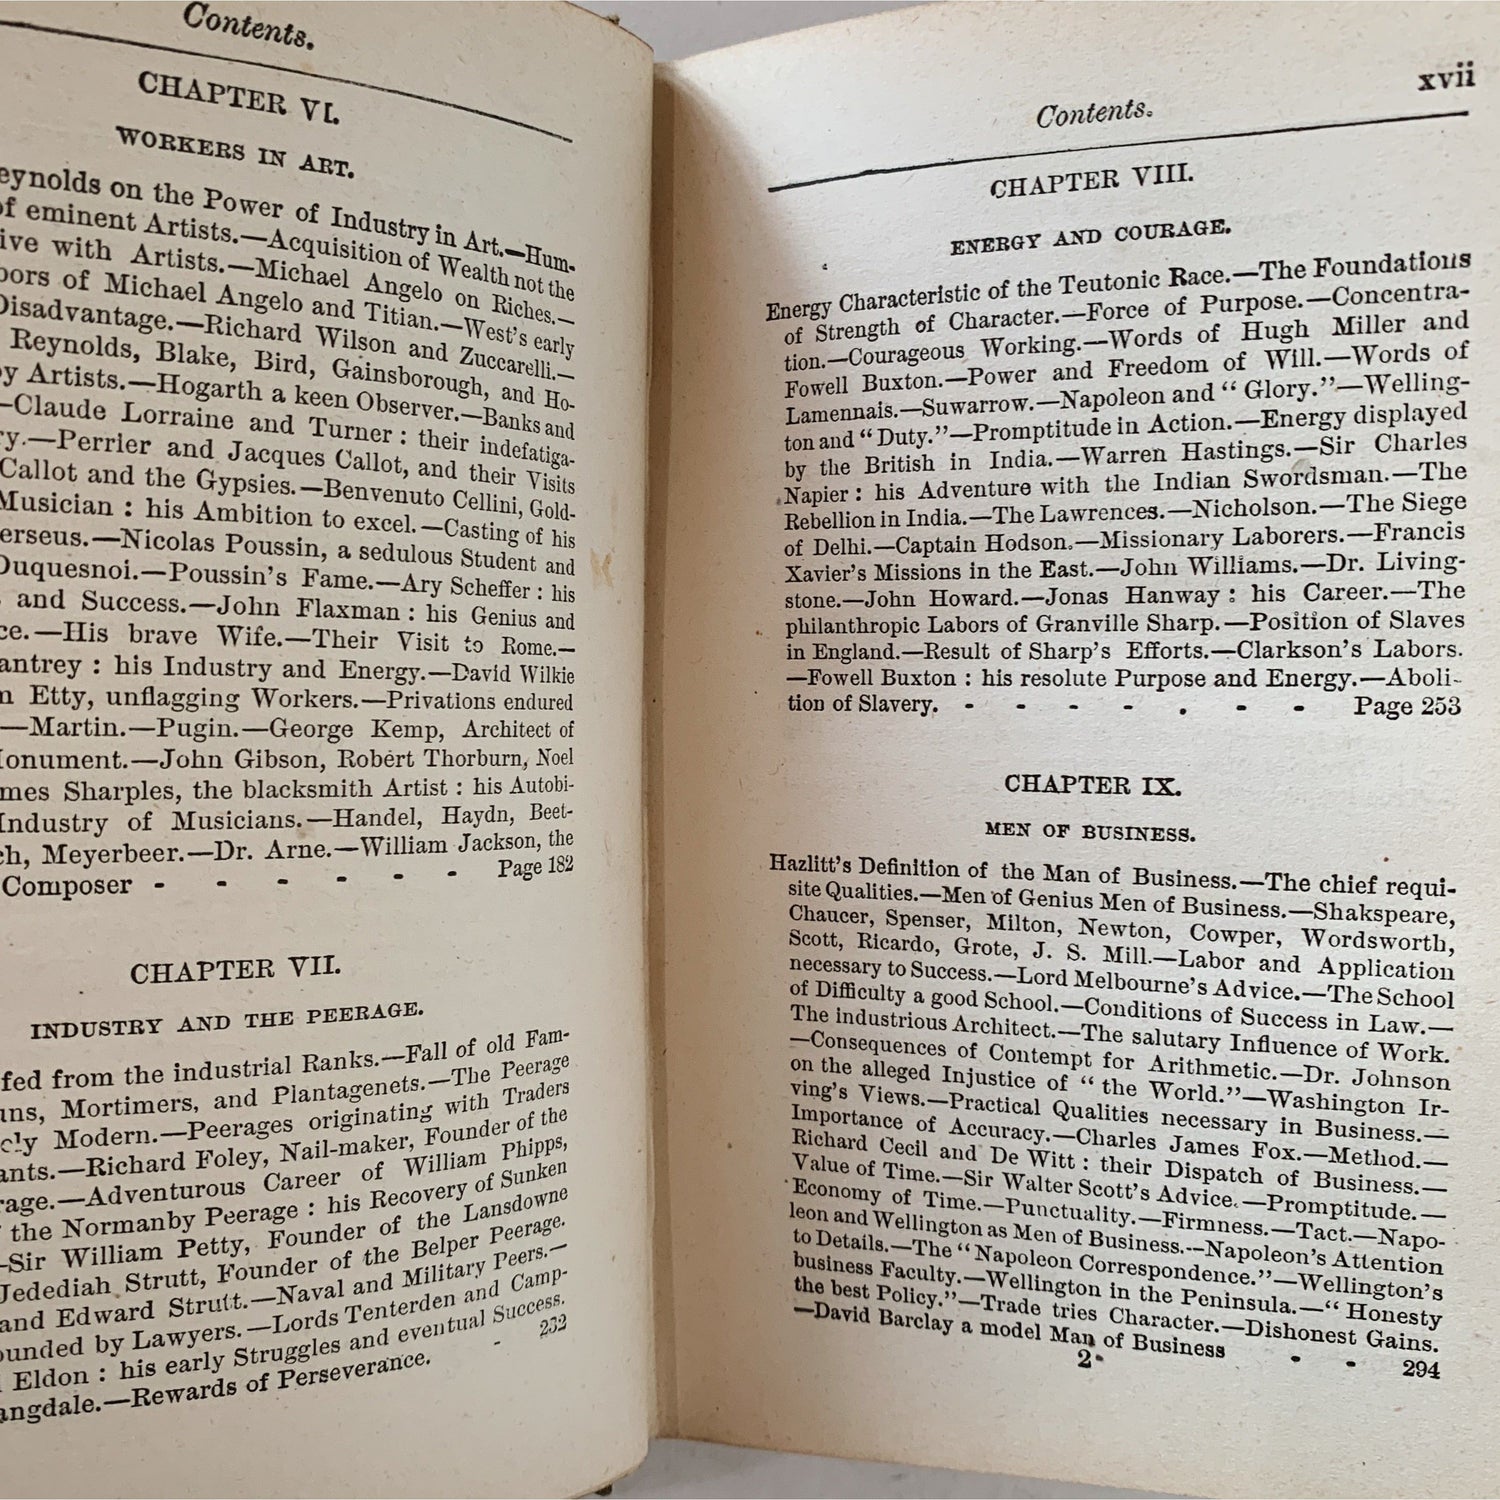 Contents.
CHAPTER VI.
WORKERS IN ART.
eynolds on the Power of Industry in Art.—Hum-
of eminent Artists.—Acquisition of Wealth not the
ive with Artists.—Michael Angelo on Riches.—
bors of Michael Angelo and Titian.—West's early
Disadvantage.—Richard Wilson and Zuccarelli.—
Reynolds, Blake, Bird, Gainsborough, and Ho-
by Artists.—Hogarth a keen Observer.—Banks and
—Claude Lorraine and Turner: their indefatiga-
ry.—Perrier and Jacques Callot, and their Visits
Callot and the Gypsies.—Benvenuto Cellini, Gold-
Musician: his Ambition to excel.—Casting of his
erseus.—Nicolas Poussin, a sedulous Student and
Duquesnoi.—Poussin's Fame.—Ary Scheffer: his
and Success.—John Flaxman: his Genius and
ce.—His brave Wife.—Their Visit to Rome.—
antrey: his Industry and Energy.—David Wilkie
m Etty, unflagging Workers.—Privations endured
—Martin.—Pugin.—George Kemp, Architect of
Monument.—John Gibson, Robert Thorburn, Noel
mes Sharples, the blacksmith Artist: his Autobi-
Industry of Musicians.—Handel, Haydn, Beet-
ch, Meyerbeer.—Dr. Arne.—William Jackson, the
Composer - - - - - - Page 182
CHAPTER VII.
INDUSTRY AND THE PEERAGE.
fed from the industrial Ranks.—Fall of old Fam-
uns, Mortimers, and Plantagenets.—The Peerage
ely Modern.—Peerages originating with Traders
ants.—Richard Foley, Nail-maker, Founder of the
rage.—Adventurous Career of William Phipps,
the Normanby Peerage: his Recovery of Sunken
—Sir William Petty, Founder of the Lansdowne
Jedediah Strutt, Founder of the Belper Peerage.
and Edward Strutt.—Naval and Military Peers.—
ounded by Lawyers.—Lords Tenterden and Camp-
Eldon: his early Struggles and eventual Success.
angdale.—Rewards of Perseverance. - 232
xvii
Contents.
CHAPTER VIII.
ENERGY AND COURAGE.
Energy Characteristic of the Teutonic Race.—The Foundations
of Strength of Character.—Force of Purpose.—Concentra-
tion.—Courageous Working.—Words of Hugh Miller and
Fowell Buxton.—Power and Freedom of Will.—Words of
Lamennais.—Suwarrow.—Napoleon and "Glory."—Welling-
ton and "Duty."—Promptitude in Action.—Energy displayed
by the British in India.—Warren Hastings.—Sir Charles
Napier: his Adventure with the Indian Swordsman.—The
Rebellion in India.—The Lawrences.—Nicholson.—The Siege
of Delhi.—Captain Hodson.—Missionary Laborers.—Francis
Xavier's Missions in the East.—John Williams.—Dr. Living-
stone.—John Howard.—Jonas Hanway: his Career.—The
philanthropic Labors of Granville Sharp.—Position of Slaves
in England.—Result of Sharp's Efforts.—Clarkson's Labors.
—Fowell Buxton: his resolute Purpose and Energy.—Aboli-
tion of Slavery. - - - - - - - Page 253
CHAPTER IX.
MEN OF BUSINESS.
Hazlitt's Definition of the Man of Business.—The chief requi-
site Qualities.—Men of Genius Men of Business.—Shakspeare,
Chaucer, Spenser, Milton, Newton, Cowper, Wordsworth,
Scott, Ricardo, Grote, J. S. Mill.—Labor and Application
necessary to Success.—Lord Melbourne's Advice.—The School
of Difficulty a good School.—Conditions of Success in Law.—
The industrious Architect.—The salutary Influence of Work.
—Consequences of Contempt for Arithmetic.—Dr. Johnson
on the alleged Injustice of "the World."—Washington Ir-
ving's Views.—Practical Qualities necessary in Business.—
Importance of Accuracy.—Charles James Fox.—Method.—
Richard Cecil and De Witt: their Dispatch of Business.—
Value of Time.—Sir Walter Scott's Advice.—Promptitude.—
Economy of Time.—Punctuality.—Firmness.—Tact.—Napo-
leon and Wellington as Men of Business.—Napoleon's Attention
to Details.—The "Napoleon Correspondence."—Wellington's
business Faculty.—Wellington in the Peninsula.—"Honesty
the best Policy."—Trade tries Character.—Dishonest Gains.
—David Barclay a model Man of Business - - 294
2*